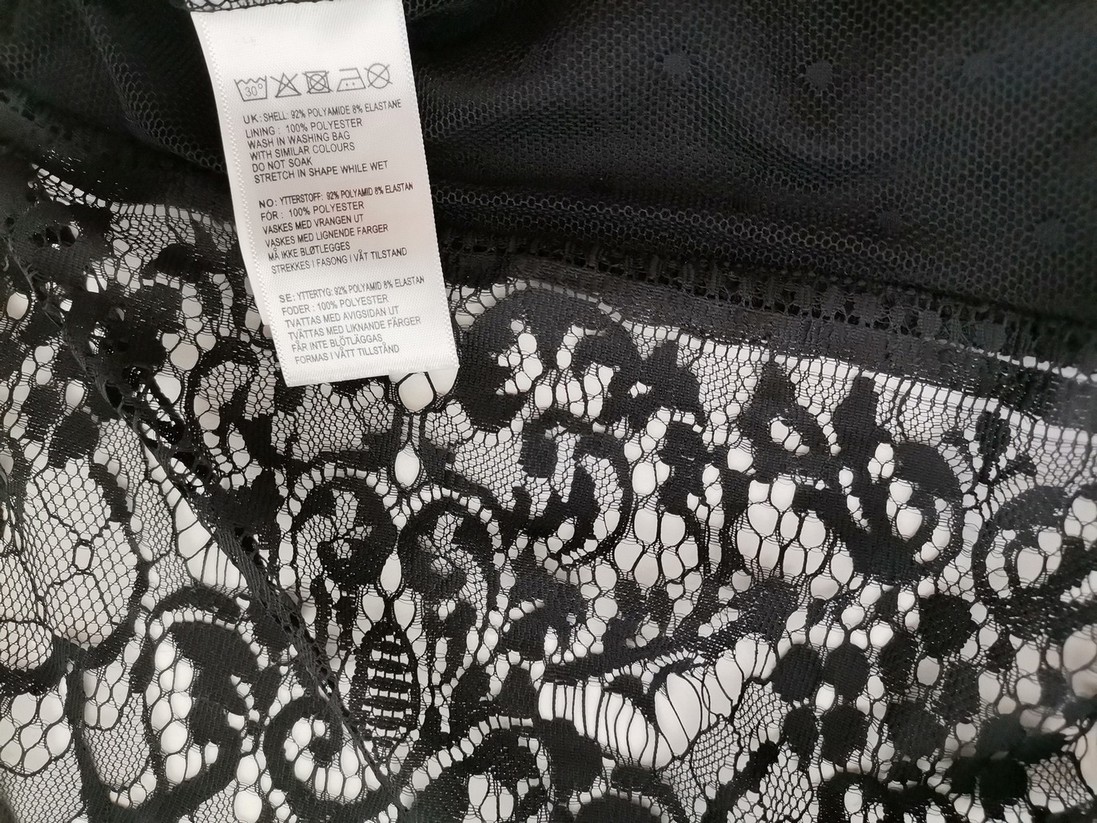 30°
UK: SHELL: 92% POLYAMIDE 8% ELASTANE
LINING : 100% POLYESTER
WASH IN WASHING BAG
WITH SIMILAR COLOURS
DO NOT SOAK
STRETCH IN SHAPE WHILE WET
NO: YTTERSTOFF: 92% POLYAMID 8% ELASTAN
FÓR : 100% POLYESTER
VASKES MED VRANGEN UT
VASKES MED LIGNENDE FARGER
MÅ IKKE BLØTLEGGES
STREKKES I FASONG I VÅT TILSTAND
SE: YTTERTYG: 92% POLYAMID 8% ELASTAN
FODER : 100% POLYESTER
TVÄTTAS MED AVIGSIDAN UT
TVÄTTAS MED LIKNANDE FÄRGER
FÅR INTE BLÖTLÄGGAS
FORMAS I VÅTT TILLSTÅND